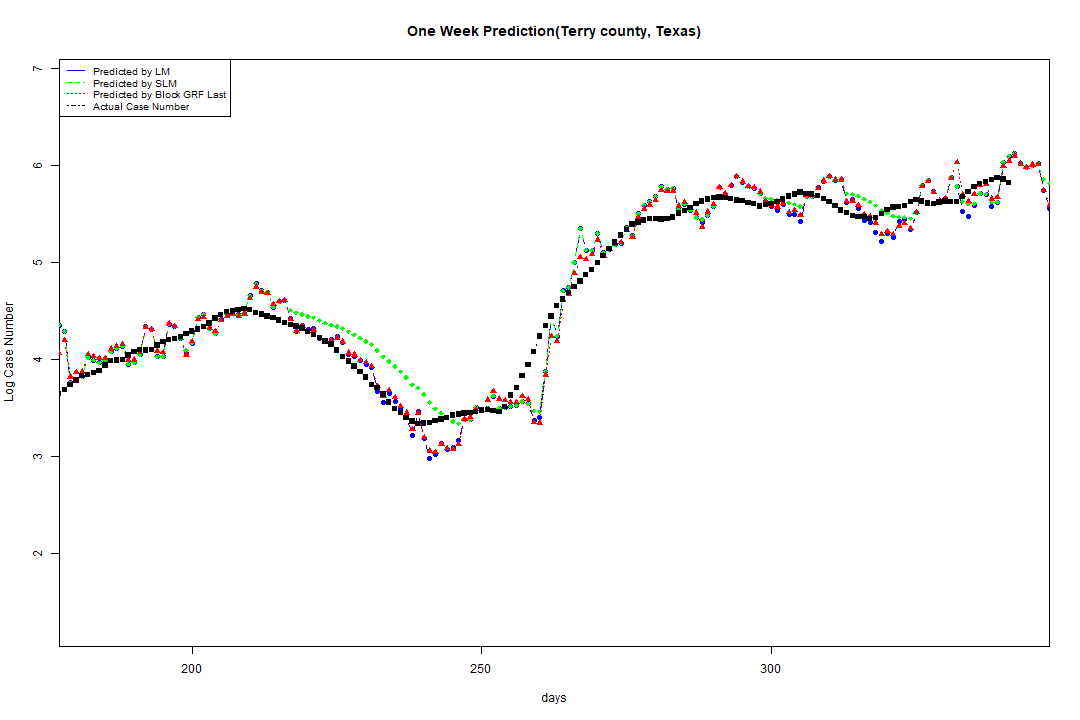 One Week Prediction(Terry county, Texas)
Predicted by LM
Predicted by SLM
Predicted by Block GRF Last
Actual Case Number
7
6
5
4
3
2
Log Case Number
200 250 300
days